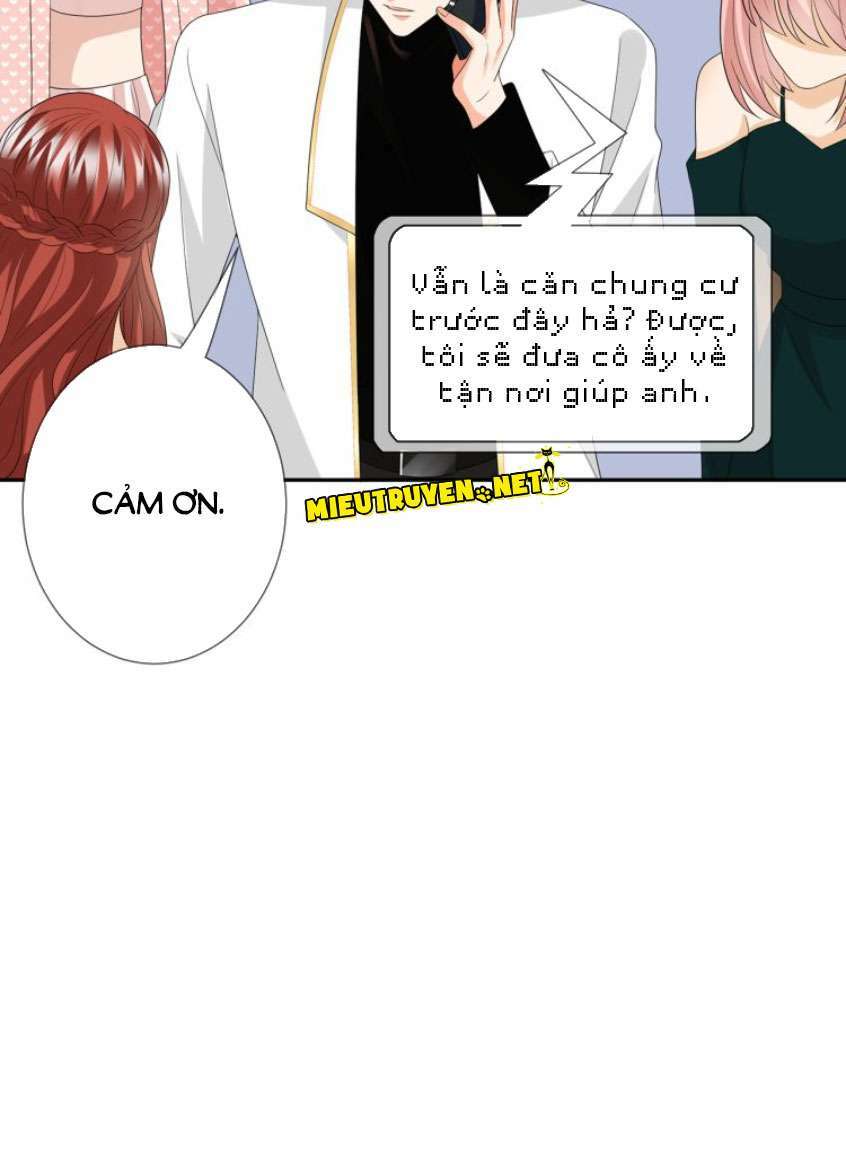 Vẫn là căn chung cư
trước đây hả? Được,
tôi sẽ đưa cô ấy về
tận nơi giúp anh.
CẢM ƠN.
MIEUTRUYEN.NET